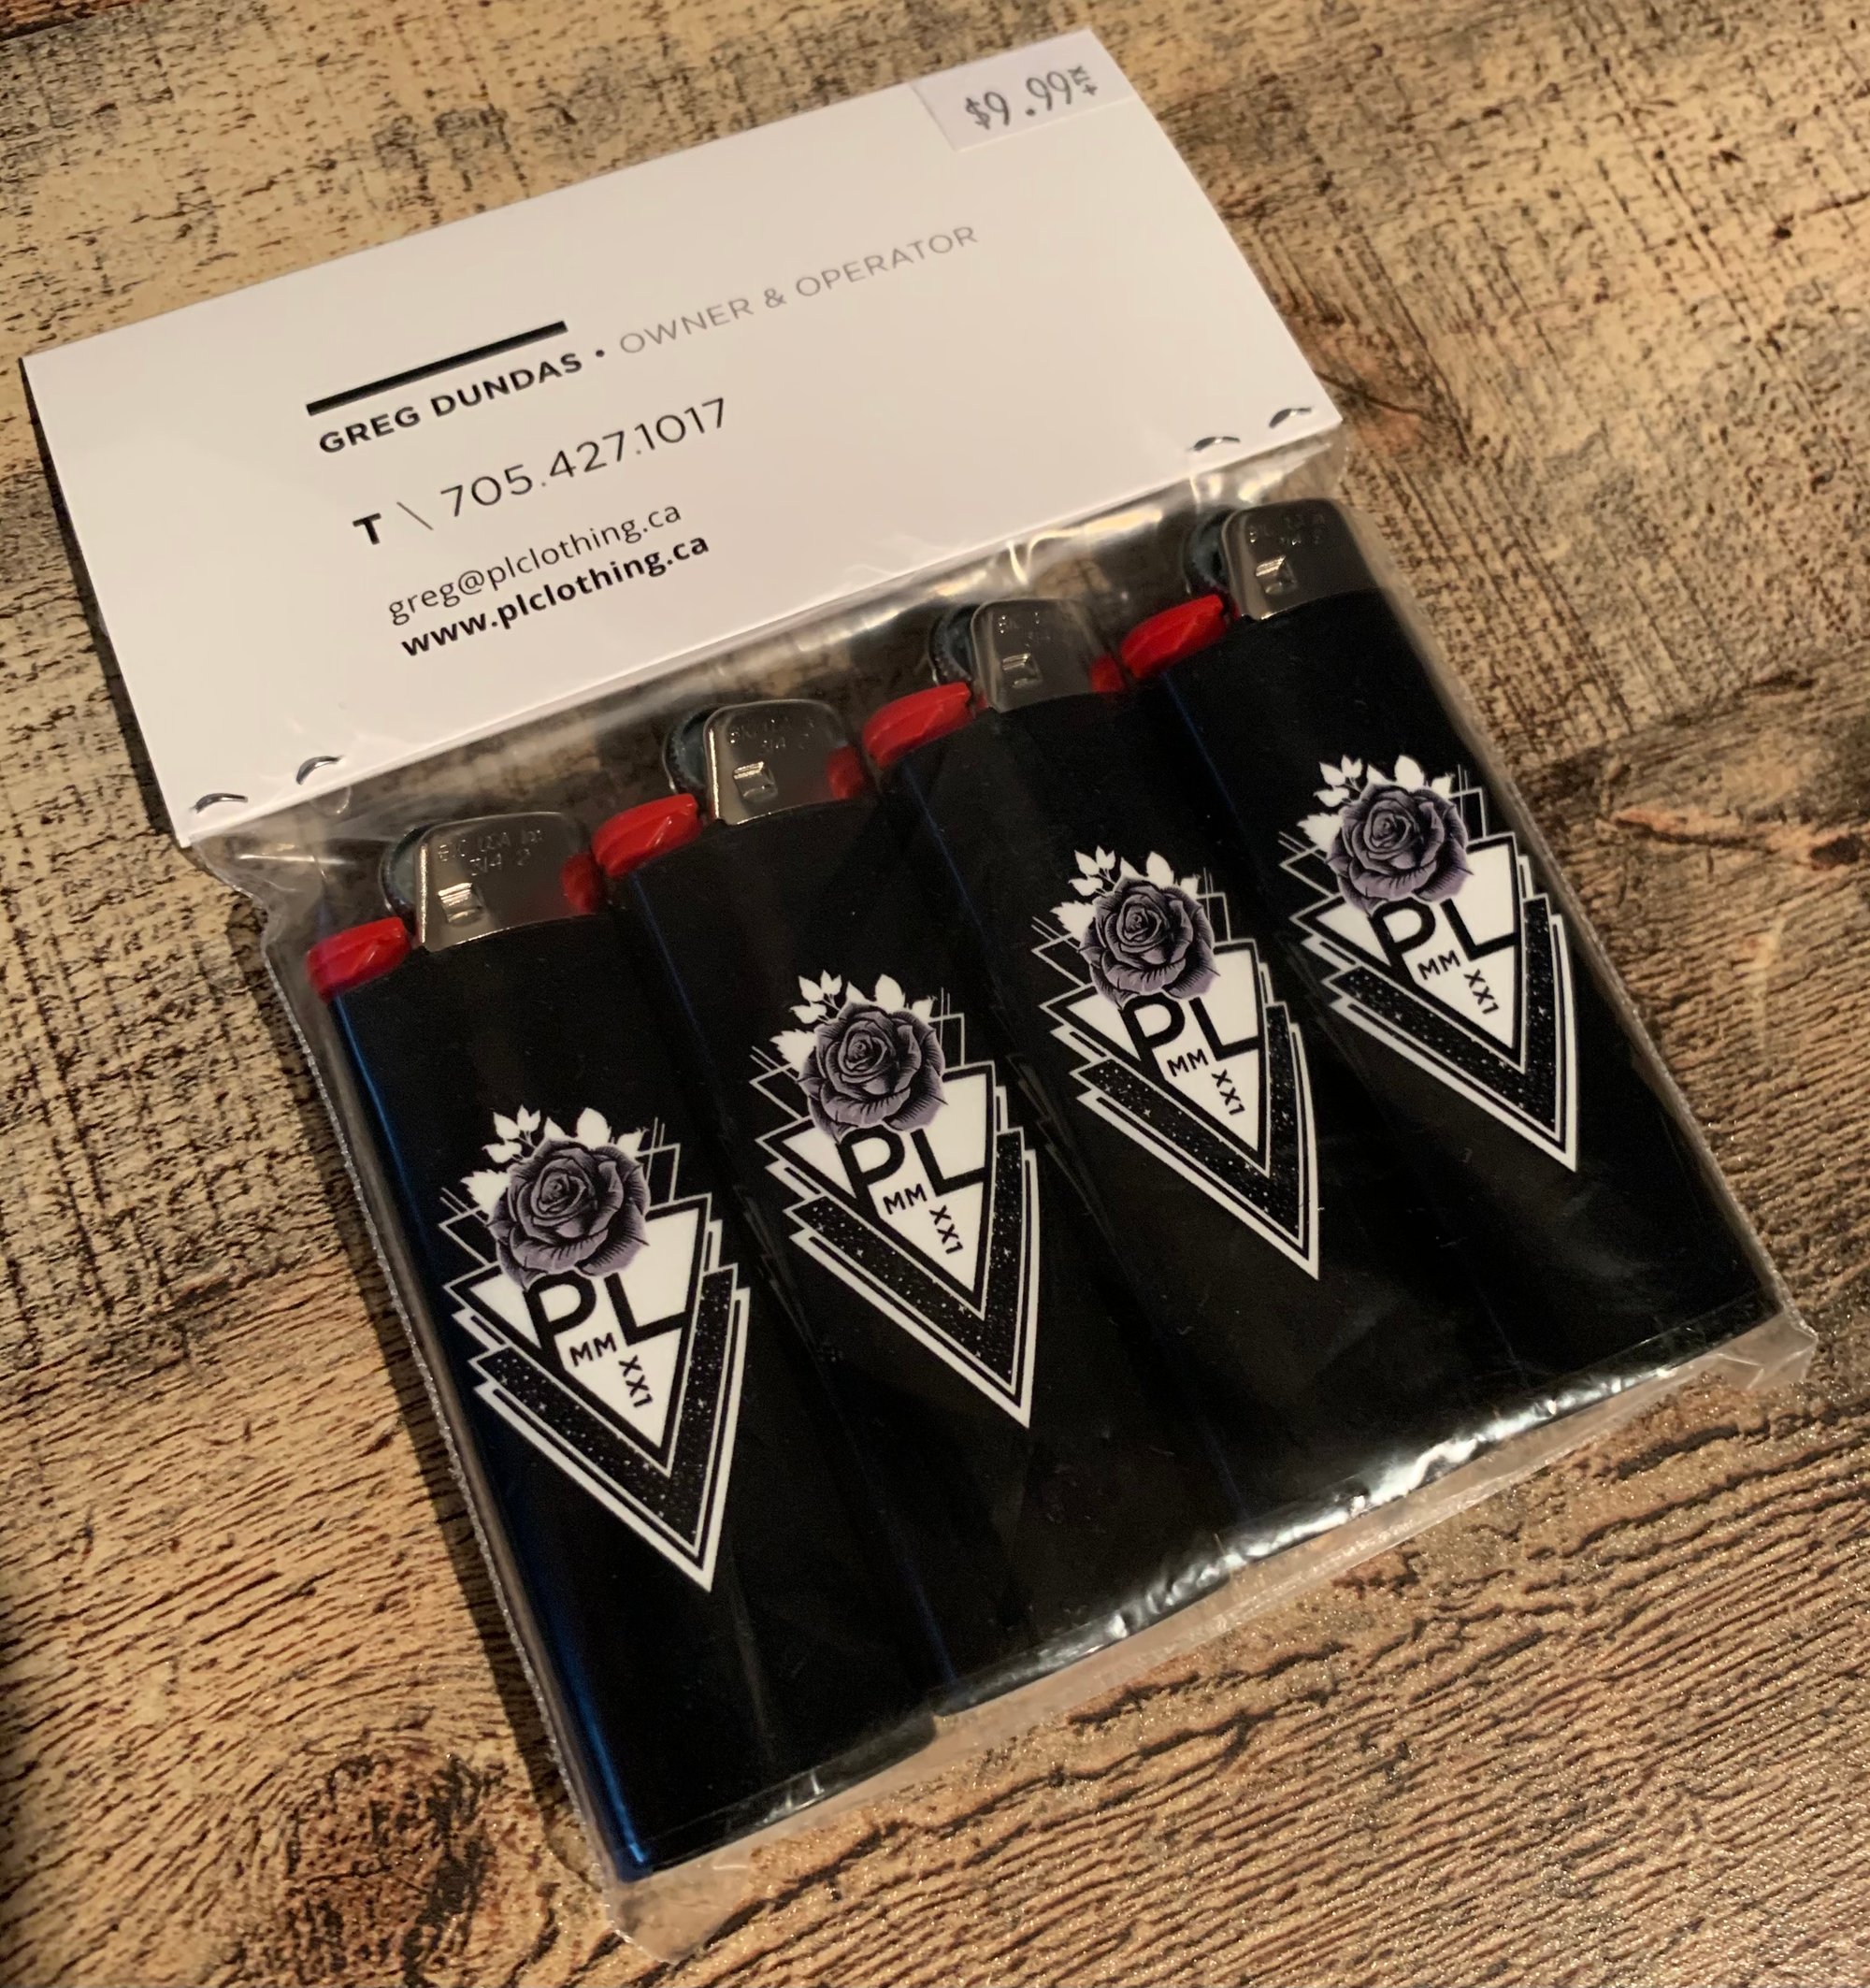 $9.99+TX
GREG DUNDAS • OWNER & OPERATOR
T \ 705.427.1017
greg@plclothing.ca
www.plclothing.ca
PL
MM
XX1
PL
MM
XX1
PL
MM
XX1
PL
MM
XX1